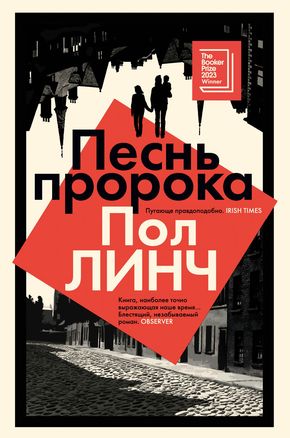 The
Booker
Prize
2023
Winner
Песнь
пророка
Пугающе правдоподобно. IRISH TIMES
Пол
ЛИНЧ
Книга, наиболее точно
выражающая наше время...
Блестящий, незабываемый
роман. OBSERVER